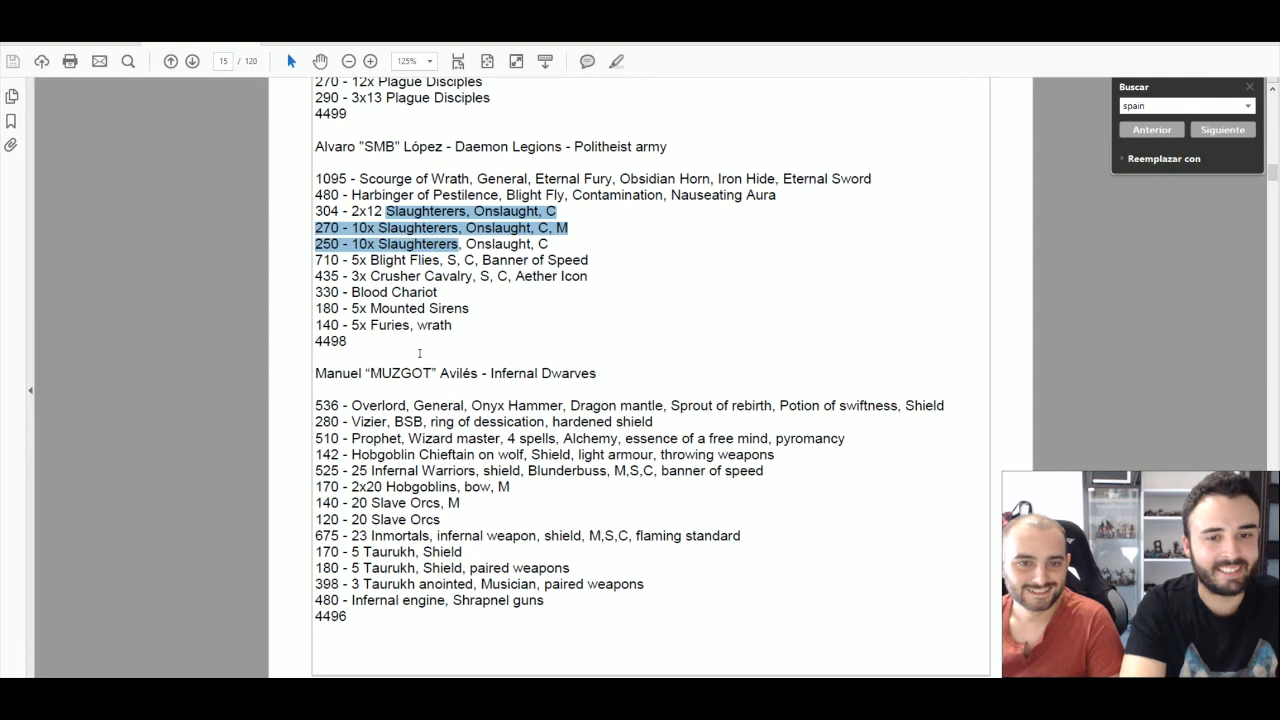 15 / 120
125%
Buscar
spain
Anterior
Siguiente
Reemplazar con
270 - 12x Plague Disciples
290 - 3x13 Plague Disciples
4499
Alvaro "SMB" López - Daemon Legions - Politheist army
1095 - Scourge of Wrath, General, Eternal Fury, Obsidian Horn, Iron Hide, Eternal Sword
480 - Harbinger of Pestilence, Blight Fly, Contamination, Nauseating Aura
304 - 2x12 Slaughterers, Onslaught, C
270 - 10x Slaughterers, Onslaught, C, M
250 - 10x Slaughterers, Onslaught, C
710 - 5x Blight Flies, S, C, Banner of Speed
435 - 3x Crusher Cavalry, S, C, Aether Icon
330 - Blood Chariot
180 - 5x Mounted Sirens
140 - 5x Furies, wrath
4498
Manuel “MUZGOT” Avilés - Infernal Dwarves
536 - Overlord, General, Onyx Hammer, Dragon mantle, Sprout of rebirth, Potion of swiftness, Shield
280 - Vizier, BSB, ring of dessication, hardened shield
510 - Prophet, Wizard master, 4 spells, Alchemy, essence of a free mind, pyromancy
142 - Hobgoblin Chieftain on wolf, Shield, light armour, throwing weapons
525 - 25 Infernal Warriors, shield, Blunderbuss, M,S,C, banner of speed
170 - 2x20 Hobgoblins, bow, M
140 - 20 Slave Orcs, M
120 - 20 Slave Orcs
675 - 23 Inmortals, infernal weapon, shield, M,S,C, flaming standard
170 - 5 Taurukh, Shield
180 - 5 Taurukh, Shield, paired weapons
398 - 3 Taurukh anointed, Musician, paired weapons
480 - Infernal engine, Shrapnel guns
4496